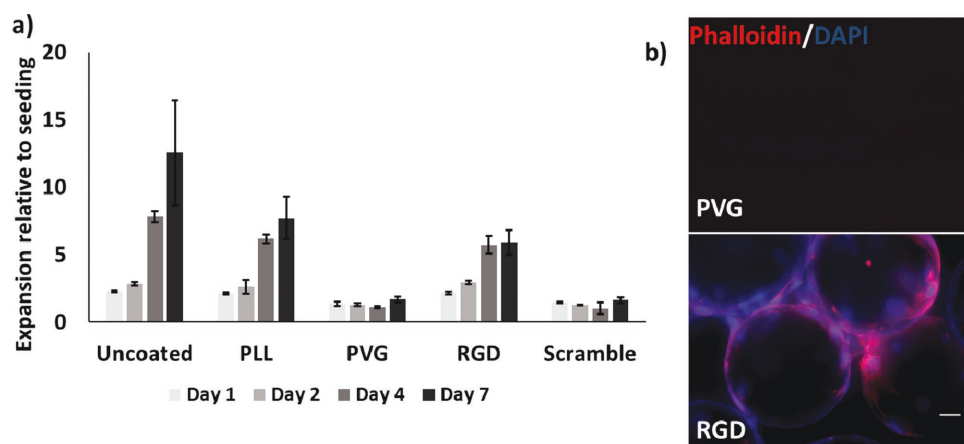 a)
Expansion relative to seeding
20
15
10
5
0
Uncoated PLL PVG RGD Scramble
Day 1 Day 2 Day 4 Day 7
b)
Phalloidin/DAPI
PVG
RGD